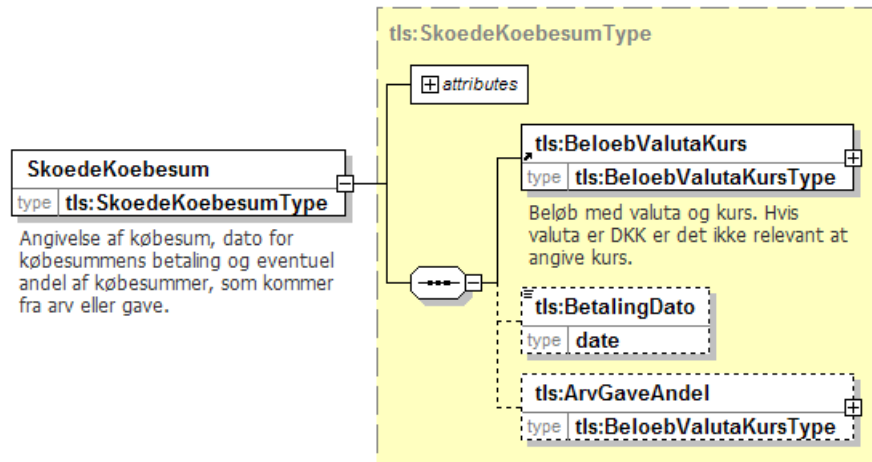 tls:SkoedeKoebesumType
attributes
tls:BeloebValutaKurs
type tls:BeloebValutaKursType
Beløb med valuta og kurs. Hvis
valuta er DKK er det ikke relevant at
angive kurs.
SkoedeKoebesum
type tls:SkoedeKoebesumType
Angivelse af købesum, dato for
købesummens betaling og eventuel
andel af købesummer, som kommer
fra arv eller gave.
tls:BetalingDato
type date
tls:ArvGaveAndel
type tls:BeloebValutaKursType